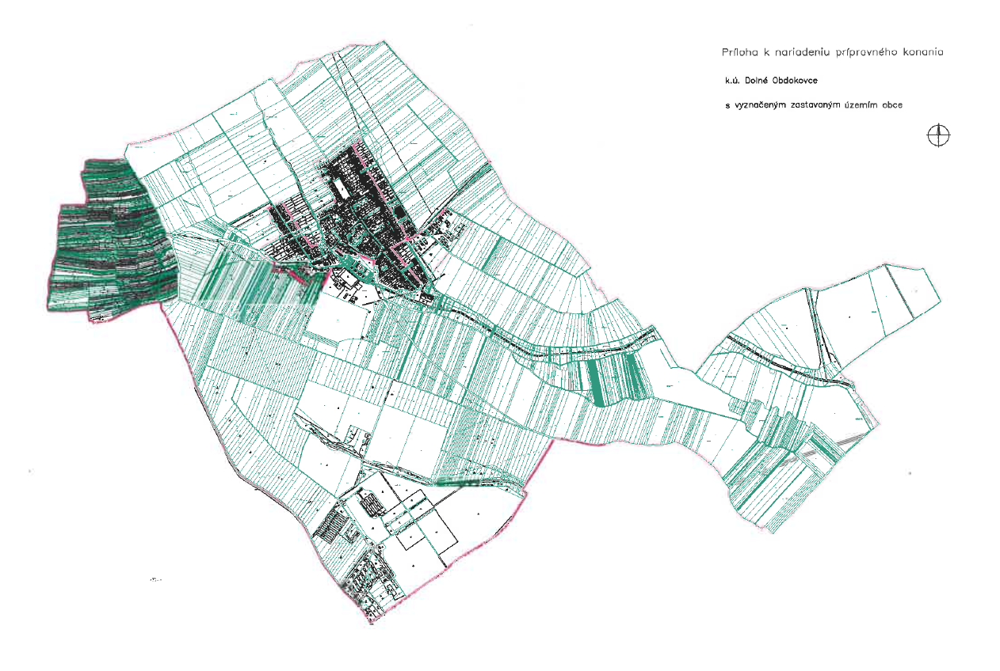 Príloha k nariadeniu prípravného konania
k.ú. Dolné Obdokovce
s vyznačeným zastavaným územím obce